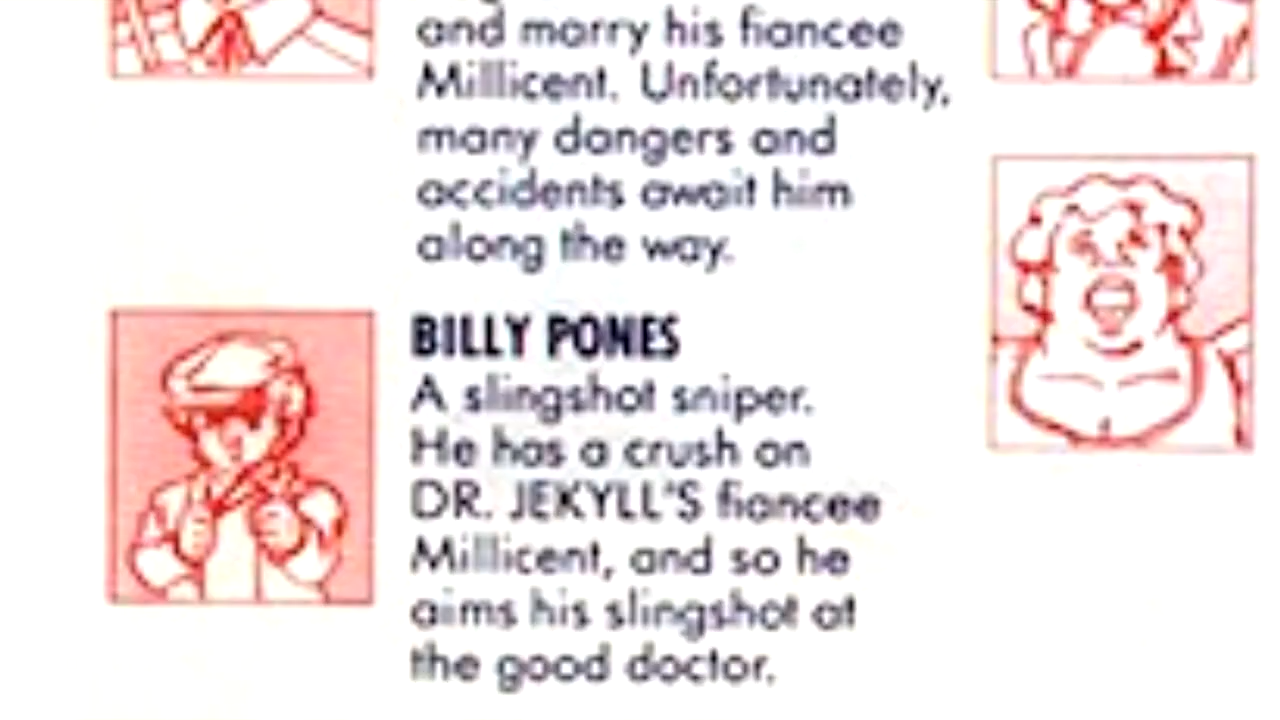 and marry his fiancee
Millicent. Unfortunately,
many dangers and
accidents await him
along the way.
BILLY PONES
A slingshot sniper.
He has a crush on
DR. JEKYLL'S fiancee
Millicent, and so he
aims his slingshot at
the good doctor.